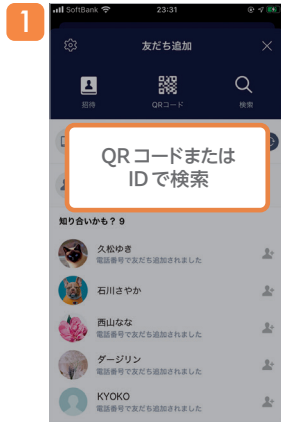 1
SoftBank 23:31
友だち追加
招待 QRコード 検索
QRコードまたは
IDで検索
知り合いかも？ 9
久松ゆき
電話番号で友だち追加されました
石川さやか
西山なな
電話番号で友だち追加されました
ダージリン
電話番号で友だち追加されました
KYOKO
電話番号で友だち追加されました